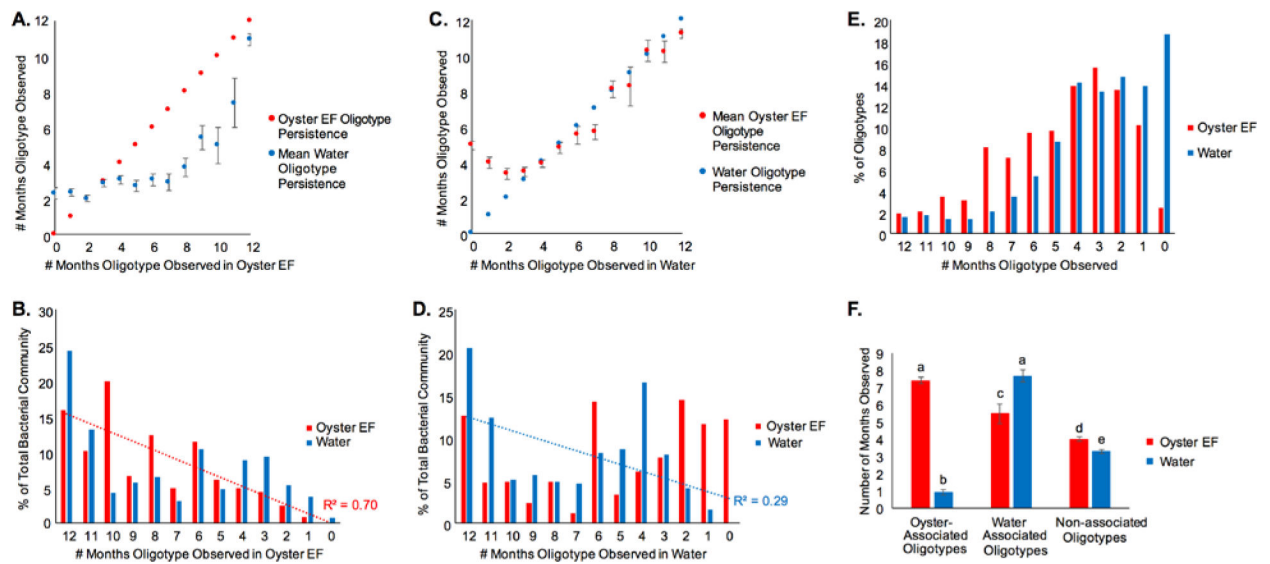 A.
12
10
8
6
4
2
0
# Months Oligotype Observed
0 2 4 6 8 10 12
# Months Oligotype Observed in Oyster EF
Oyster EF Oligotype
Persistence
Mean Water
Oligotype
Persistence
C.
12
10
8
6
4
2
0
# Months Oligotype Observed
0 2 4 6 8 10 12
# Months Oligotype Observed in Water
Mean Oyster EF
Oligotype
Persistence
Water Oligotype
Persistence
E.
20
18
16
14
12
10
8
6
4
2
0
% of Oligotypes
12 11 10 9 8 7 6 5 4 3 2 1 0
# Months Oligotype Observed
Oyster EF
Water
B.
30
25
20
15
10
5
0
% of Total Bacterial Community
12 11 10 9 8 7 6 5 4 3 2 1 0
# Months Oligotype Observed in Oyster EF
Oyster EF
Water
R² = 0.70
D.
25
20
15
10
5
0
% of Total Bacterial Community
12 11 10 9 8 7 6 5 4 3 2 1 0
# Months Oligotype Observed in Water
Oyster EF
Water
R² = 0.29
F.
9
8
7
6
5
4
3
2
1
0
Number of Months Observed
a
b
c
a
d
e
Oyster-
Associated
Oligotypes
Water
Associated
Oligotypes
Non-associated
Oligotypes
Oyster EF
Water